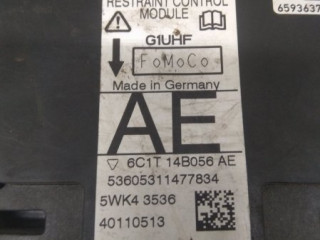 RESTRAINT CONTROL
MODULE
6593637
G1UHF
FoMoCo
Made in Germany
AE
6C1T 14B056 AE
53605311477834
5WK4 3536
40110513